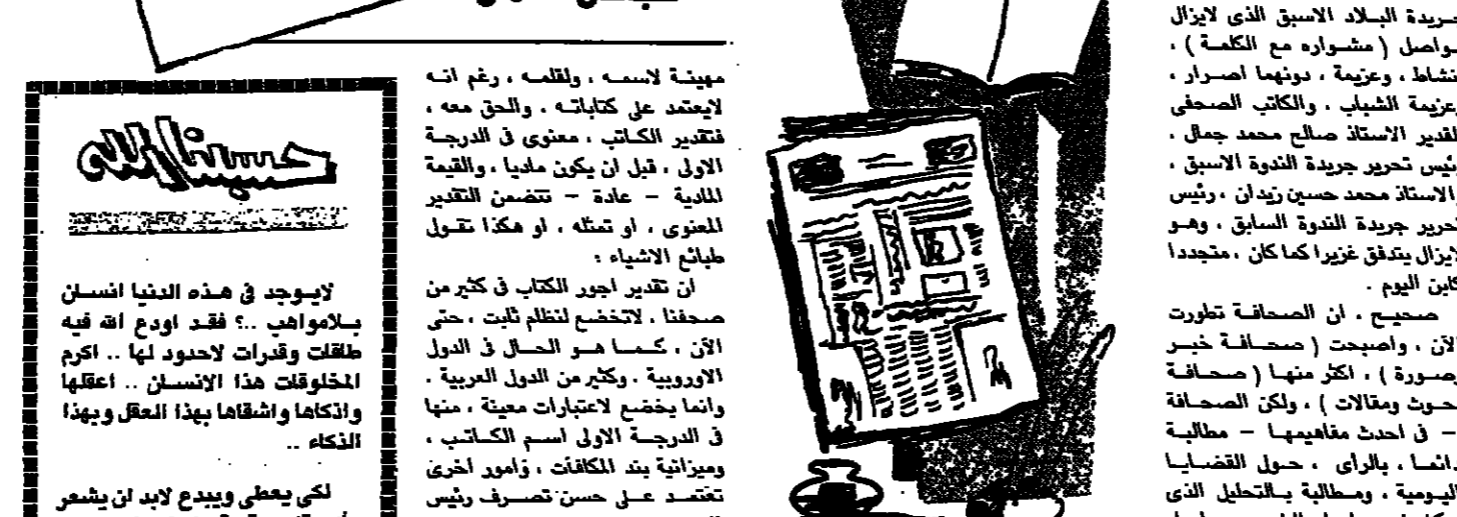 جريدة البلاد الاسبق الذى لايزال
يواصل ( مشواره مع الكلمة ) ،
بنشاط ، وعزيمة ، دونهما اصرار ،
وعزيمة الشباب ، والكاتب الصحفى
القدير الاستاذ صالح محمد جمال ،
رئيس تحرير جريدة الندوة الاسبق ،
والاستاذ محمد حسين زيدان ، رئيس
تحرير جريدة الندوة السابق ، وهو
لايزال يتدفق غزيرا كما كان ، متجددا
كابن اليوم .
صحيح ، ان الصحافة تطورت
الآن ، واصبحت ( صحافة خبر
وصورة ) ، اكثر منها ( صحافة
بحوث ومقالات ) ، ولكن الصحافة
– فى احدث مفاهيمها – مطالبة
دائما ، بالراى ، حول القضايا
اليومية ، ومطالبة بالتحليل الذى
مهينة لاسمه ، ولقلمه ، رغم انه
لايعتمد على كتاباته ، والحق معه ،
فتقدير الكاتب ، معنوى فى الدرجة
الاولى ، قبل ان يكون ماديا ، والقيمة
المادية – عادة – تتضمن التقدير
المعنوى ، او تمثله ، او هكذا تقول
طبائع الاشياء :
ان تقدير اجور الكتاب فى كثير من
صحفنا ، لاتخضع لنظام ثابت ، حتى
الآن ، كما هو الحال فى الدول
الاوروبية ، وكثير من الدول العربية .
وانما يخضع لاعتبارات معينة ، منها
فى الدرجة الاولى اسم الكاتب ،
وميزانية بند المكافآت ، وامور اخرى
تعتمد على حسن تصرف رئيس
حسبنا الله
لايوجد فى هذه الدنيا انسان
بلامواهب ..؟ فقد اودع الله فيه
طاقات وقدرات لاحدود لها .. اكرم
المخلوقات هذا الانسان .. اعقلها
واذكاها واشقاها بهذا العقل وبهذا
الذكاء ..
لكى يعطى ويبدع لابد ان يشعر